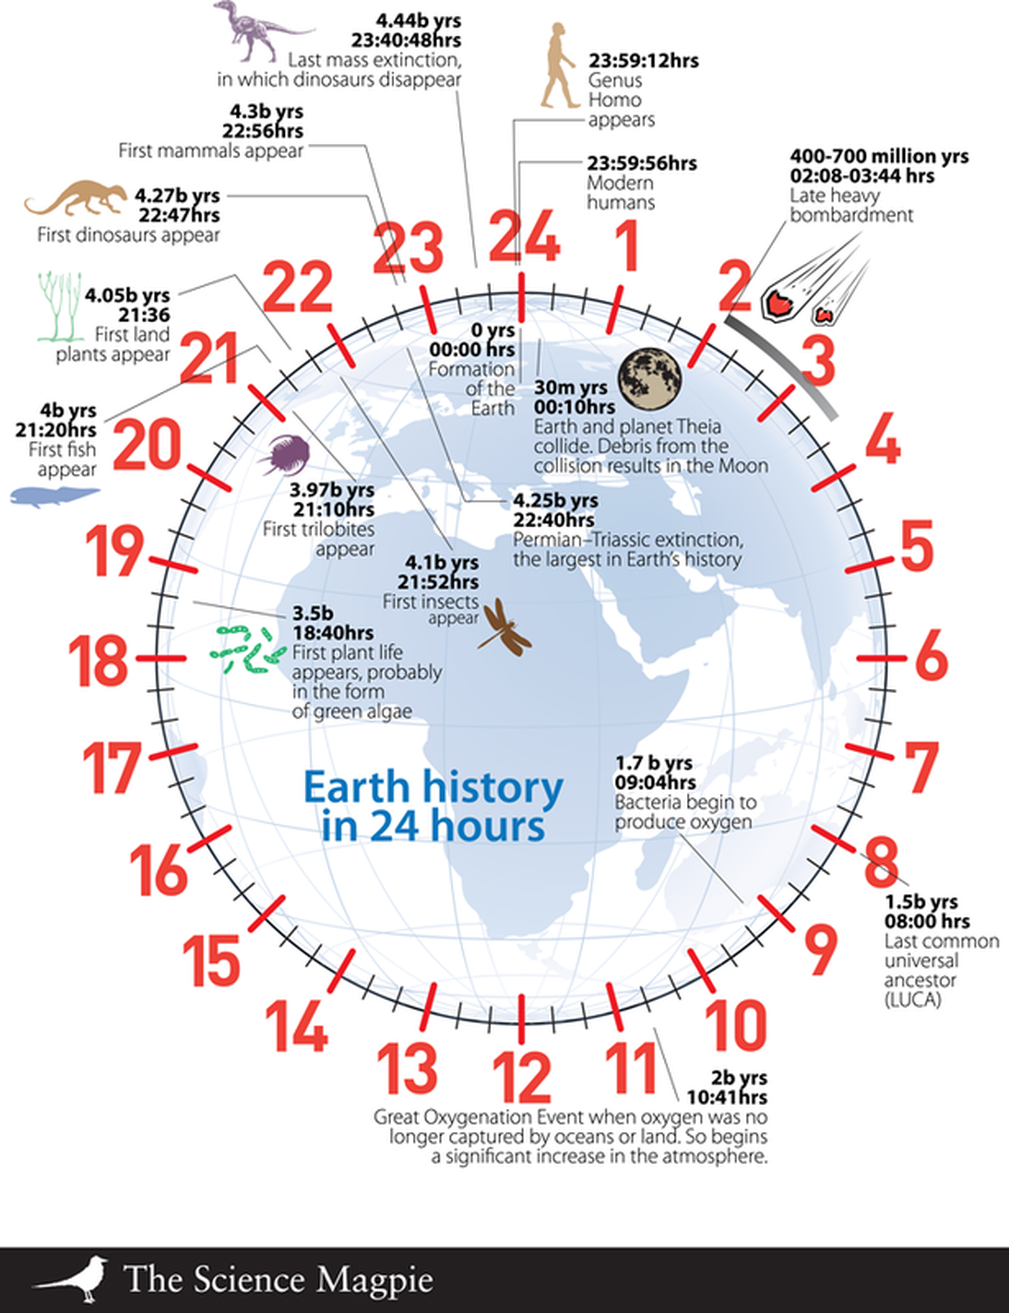 4.44b yrs
23:40:48hrs
Last mass extinction,
in which dinosaurs disappear
23:59:12hrs
Genus
Homo
appears
4.3b yrs
22:56hrs
First mammals appear
23:59:56hrs
Modern
humans
400-700 million yrs
02:08-03:44 hrs
Late heavy
bombardment
4.27b yrs
22:47hrs
First dinosaurs appear
4.05b yrs
21:36
First land
plants appear
4b yrs
21:20hrs
First fish
appear
24
1
2
3
4
5
6
7
8
9
10
11
12
13
14
15
16
17
18
19
20
21
22
23
0 yrs
00:00 hrs
Formation
of the
Earth
30m yrs
00:10hrs
Earth and planet Theia
collide. Debris from the
collision results in the Moon
3.97b yrs
21:10hrs
First trilobites
appear
4.25b yrs
22:40hrs
Permian–Triassic extinction,
the largest in Earth's history
4.1b yrs
21:52hrs
First insects
appear
3.5b
18:40hrs
First plant life
appears, probably
in the form
of green algae
Earth history
in 24 hours
1.7 b yrs
09:04hrs
Bacteria begin to
produce oxygen
1.5b yrs
08:00 hrs
Last common
universal
ancestor
(LUCA)
2b yrs
10:41hrs
Great Oxygenation Event when oxygen was no
longer captured by oceans or land. So begins
a significant increase in the atmosphere.
The Science Magpie